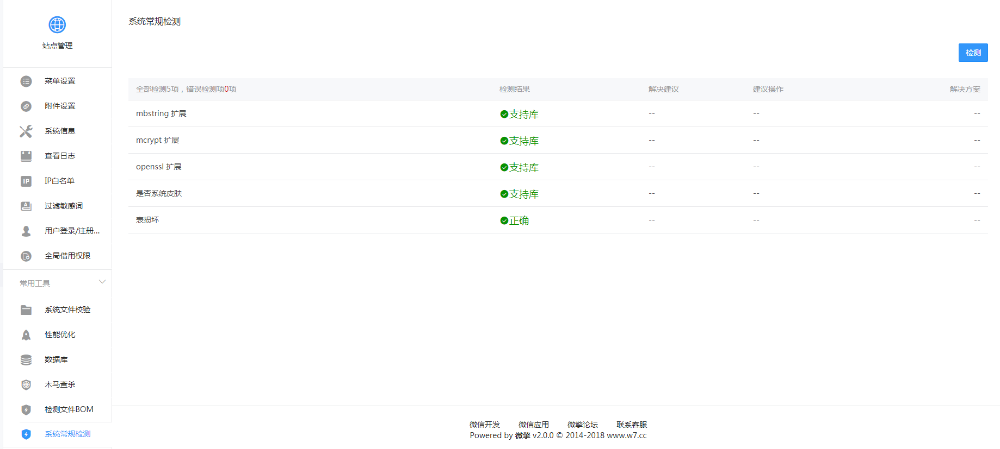 站点管理
菜单设置
附件设置
系统信息
查看日志
IP白名单
过滤敏感词
用户登录/注册...
全局借用权限
常用工具
系统文件校验
性能优化
数据库
木马查杀
检测文件BOM
系统常规检测
系统常规检测
检测
全部检测5项，错误检测项0项 检测结果 解决建议 建议操作 解决方案
mbstring 扩展 支持库 -- -- --
mcrypt 扩展 支持库 -- -- --
openssl 扩展 支持库 -- -- --
是否系统皮肤 支持库 -- -- --
表损坏 正确 -- -- --
微信开发 微信应用 微擎论坛 联系客服
Powered by 微擎 v2.0.0 © 2014-2018 www.w7.cc